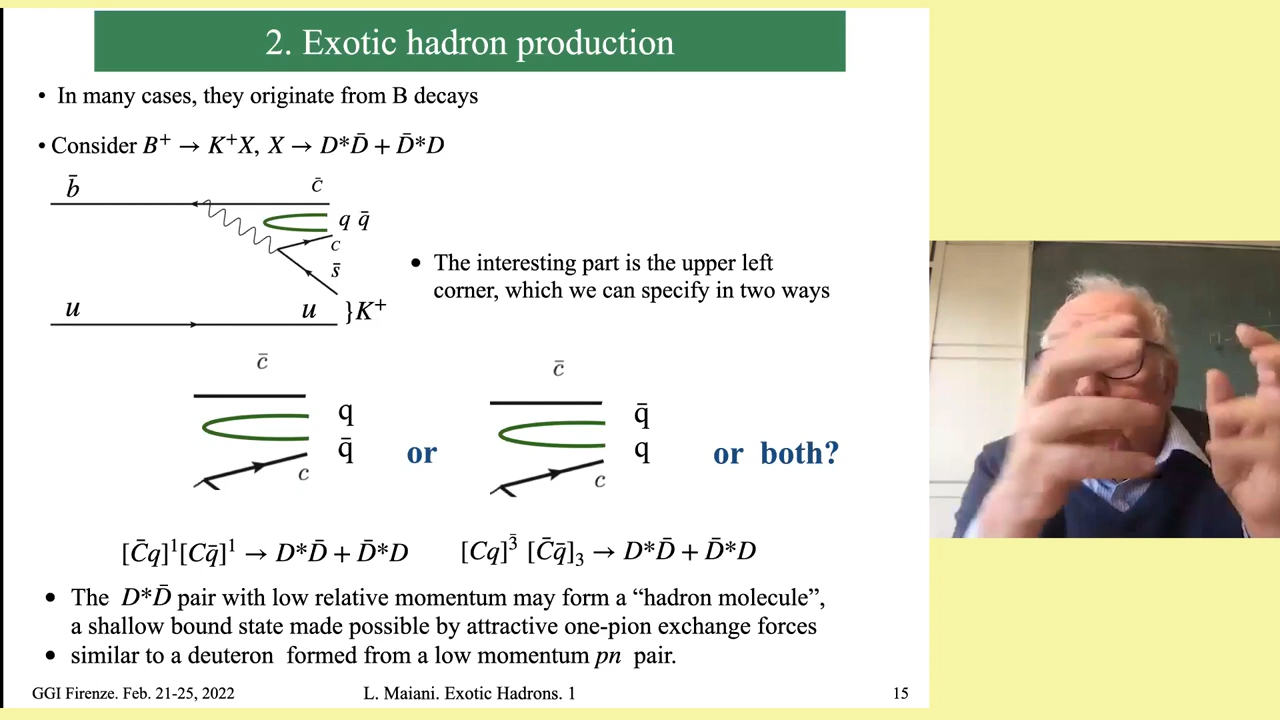 2. Exotic hadron production
• In many cases, they originate from B decays
• Consider B⁺ → K⁺X, X → D*D̄ + D̄*D
b̄
c̄
q q̄
c
s̄
u
u
}K⁺
• The interesting part is the upper left
corner, which we can specify in two ways
c̄
q
q̄
c
or
c̄
q̄
q
c
or both?
[C̄q]¹[Cq̄]¹ → D*D̄ + D̄*D
[Cq]^3̄ [C̄q̄]₃ → D*D̄ + D̄*D
• The D*D̄ pair with low relative momentum may form a “hadron molecule”,
a shallow bound state made possible by attractive one-pion exchange forces
• similar to a deuteron formed from a low momentum pn pair.
GGI Firenze. Feb. 21-25, 2022
L. Maiani. Exotic Hadrons. 1
15